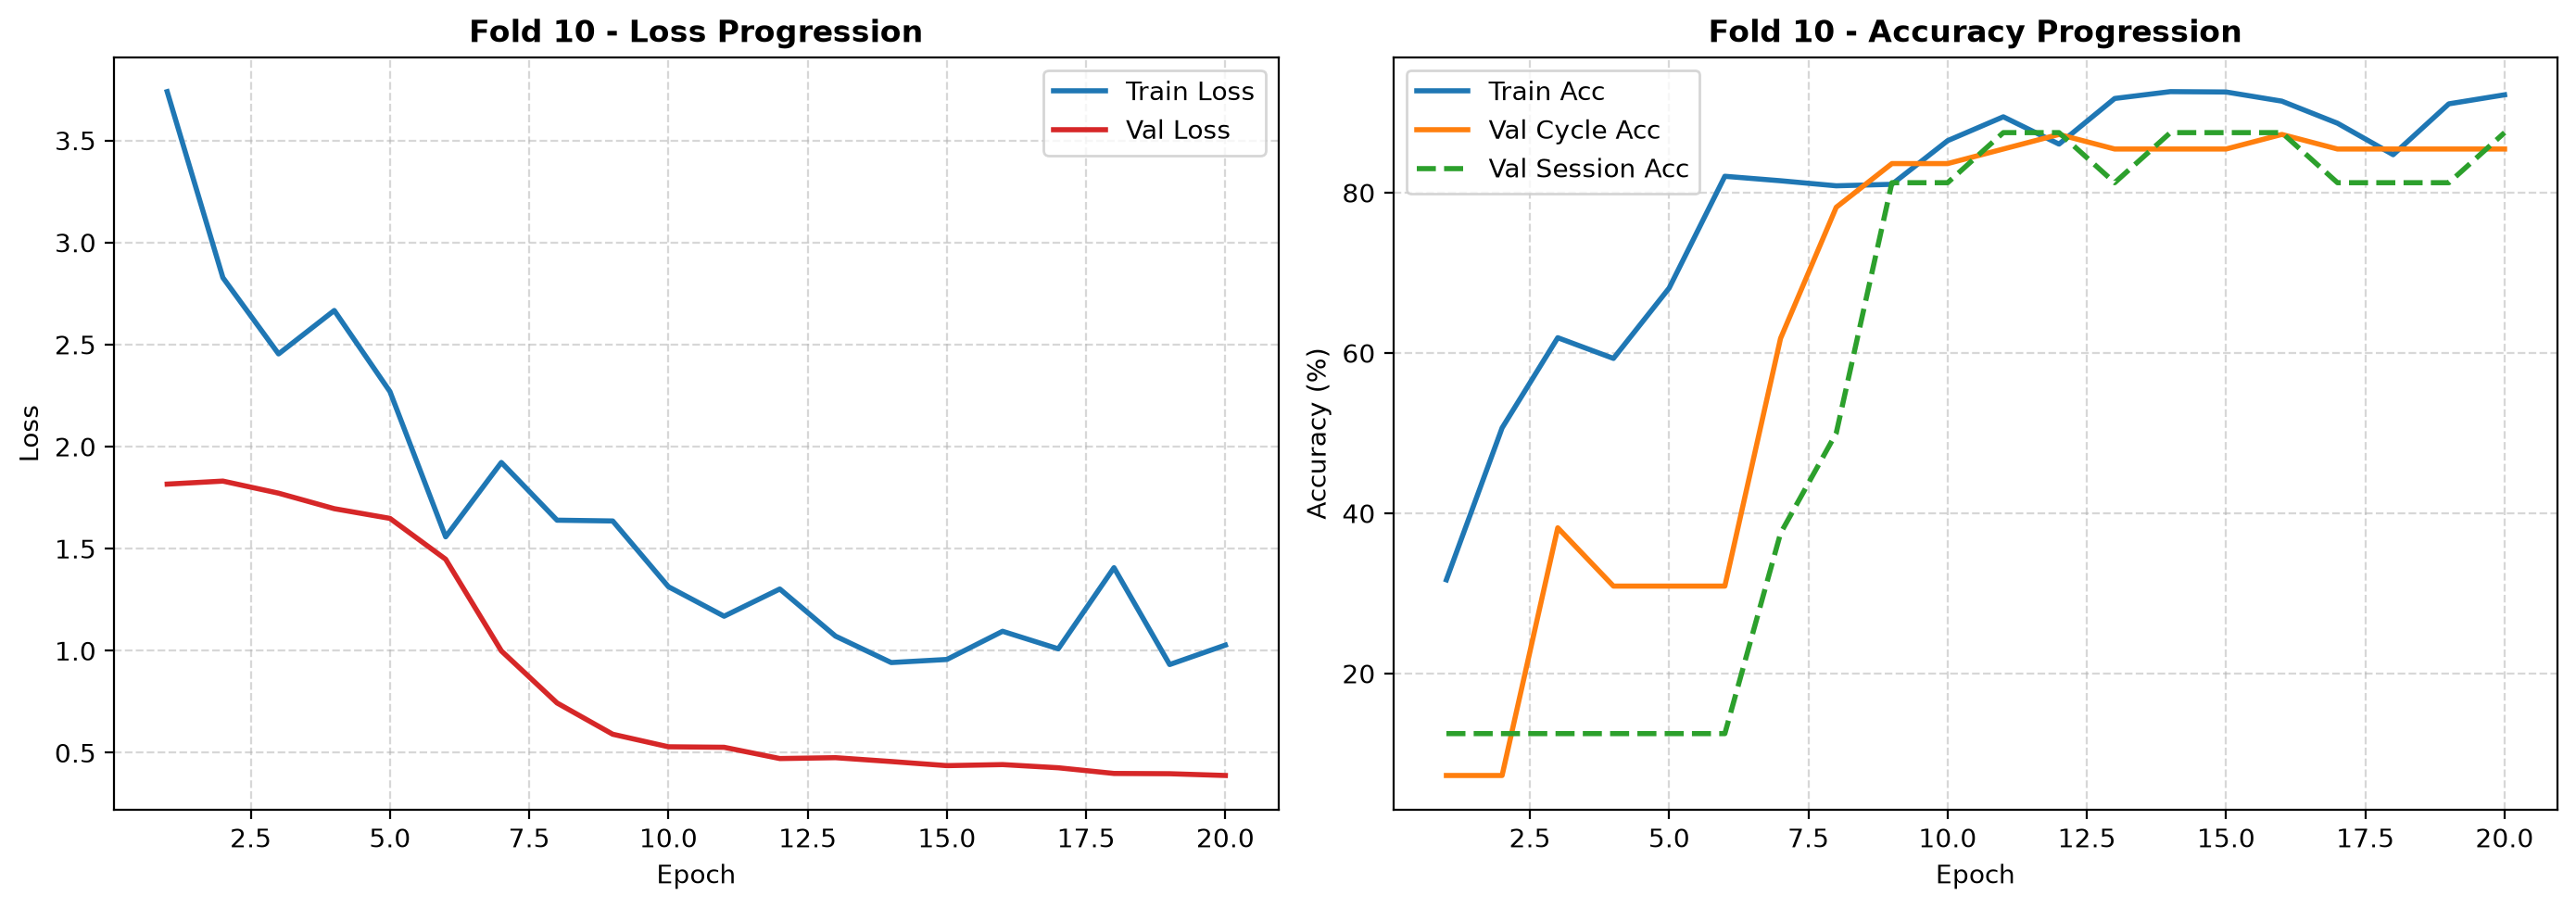 Fold 10 - Loss Progression
Train Loss
Val Loss
3.5
3.0
2.5
2.0
1.5
1.0
0.5
Loss
2.5 5.0 7.5 10.0 12.5 15.0 17.5 20.0
Epoch
Fold 10 - Accuracy Progression
Train Acc
Val Cycle Acc
Val Session Acc
80
60
40
20
Accuracy (%)
2.5 5.0 7.5 10.0 12.5 15.0 17.5 20.0
Epoch